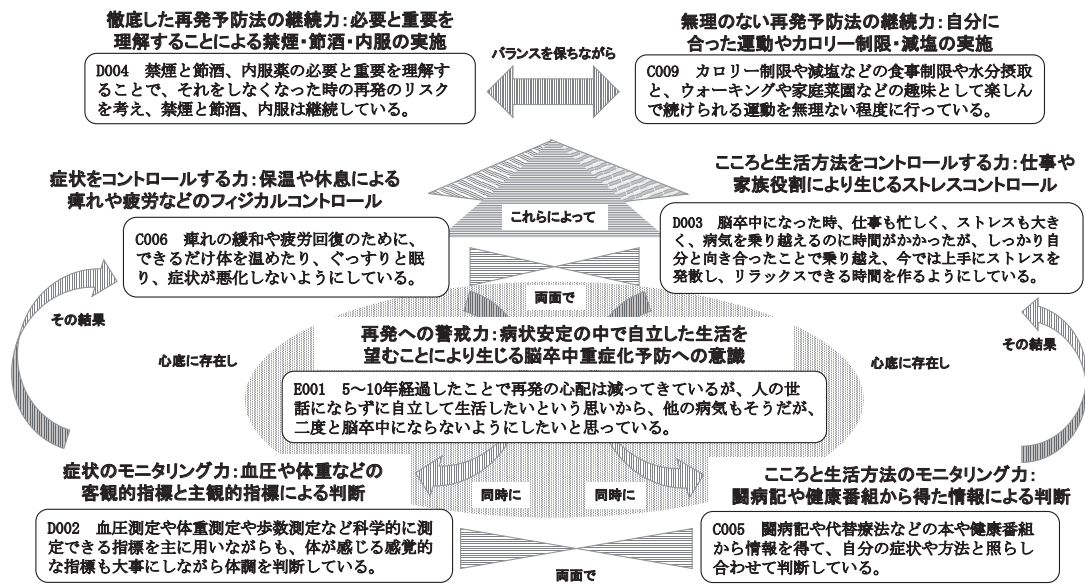 徹底した再発予防法の継続力：必要と重要を
理解することによる禁煙・節酒・内服の実施
D004 禁煙と節酒、内服薬の必要と重要を理解す
ることで、それをしなくなった時の再発のリスク
を考え、禁煙と節酒、内服は継続している。
バランスを保ちながら
無理のない再発予防法の継続力：自分に
合った運動やカロリー制限・減塩の実施
C009 カロリー制限や減塩などの食事制限や水分摂取
と、ウォーキングや家庭菜園などの趣味として楽しん
で続けられる運動を無理ない程度に行っている。
症状をコントロールする力：保温や休息による
痺れや疲労などのフィジカルコントロール
C006 痺れの緩和や疲労回復のために、
できるだけ体を温めたり、ぐっすりと眠
り、症状が悪化しないようにしている。
これらによって
こころと生活方法をコントロールする力：仕事や
家族役割により生じるストレスコントロール
D003 脳卒中になった時、仕事も忙しく、ストレスも大き
く、病気を乗り越えるのに時間がかかったが、しっかり自
分と向き合ったことで乗り越え、今では上手にストレスを
発散し、リラックスできる時間を作るようにしている。
両面で
その結果
その結果
心底に存在し
心底に存在し
再発への警戒力：病状安定の中で自立した生活を
望むことにより生じる脳卒中重症化予防への意識
E001 5～10年経過したことで再発の心配は減ってきているが、人の世
話にならずに自立して生活したいという思いから、他の病気もそうだが、
二度と脳卒中にならないようにしたいと思っている。
症状のモニタリング力：血圧や体重などの
客観的指標と主観的指標による判断
D002 血圧測定や体重測定や歩数測定など科学的に測
定できる指標を主に用いながらも、体が感じる感覚的
な指標も大事にしながら体調を判断している。
同時に
同時に
両面で
こころと生活方法のモニタリング力：
闘病記や健康番組から得た情報による判断
C005 闘病記や代替療法などの本や健康番組
から情報を得て、自分の症状や方法と照らし
合わせて判断している。